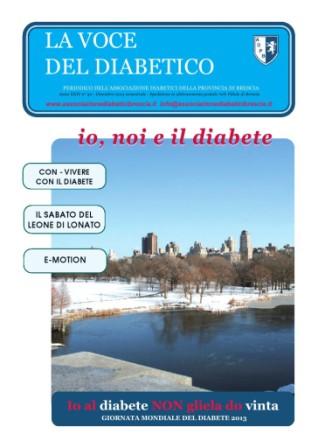 LA VOCE
DEL DIABETICO
PERIODICO DELL'ASSOCIAZIONE DIABETICI DELLA PROVINCIA DI BRESCIA
www.associazionediabeticibrescia.it info@associazionediabeticibrescia.it
io, noi e il diabete
CON - VIVERE
CON IL DIABETE
IL SABATO DEL
LEONE DI LONATO
E-MOTION
Io al diabete NON gliela do vinta
GIORNATA MONDIALE DEL DIABETE 2013